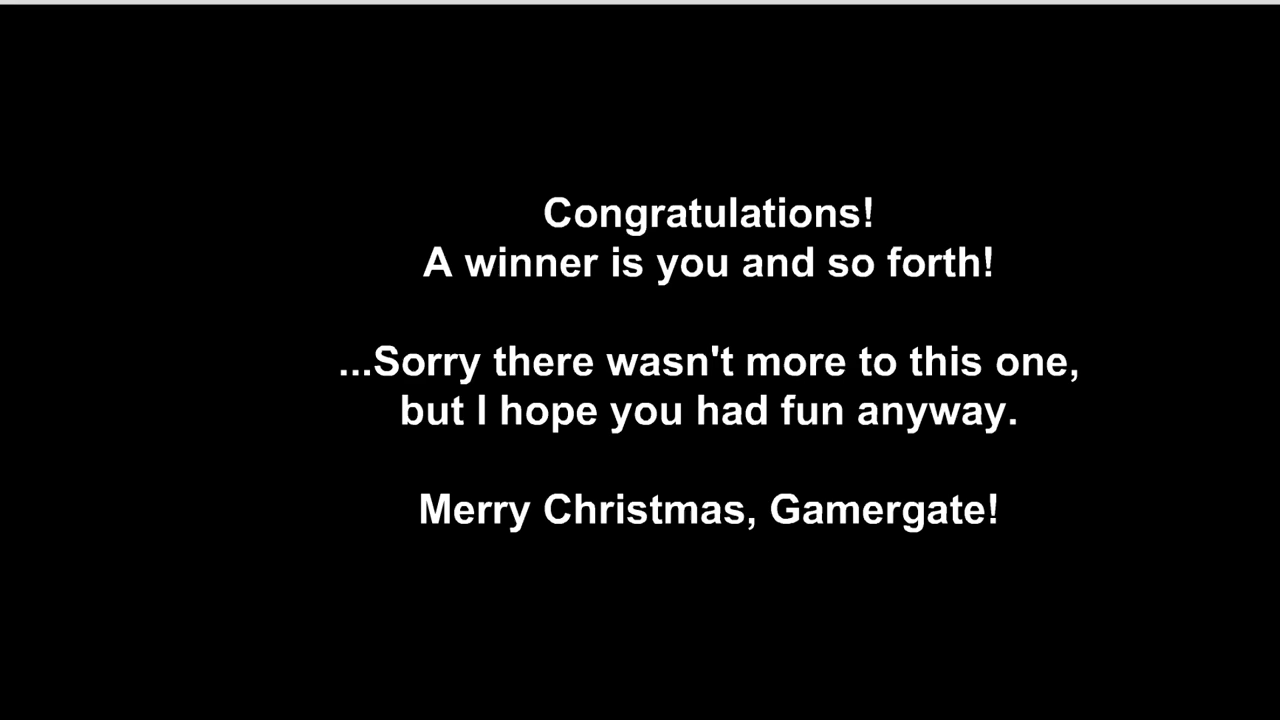 Congratulations!
A winner is you and so forth!
...Sorry there wasn't more to this one,
but I hope you had fun anyway.
Merry Christmas, Gamergate!